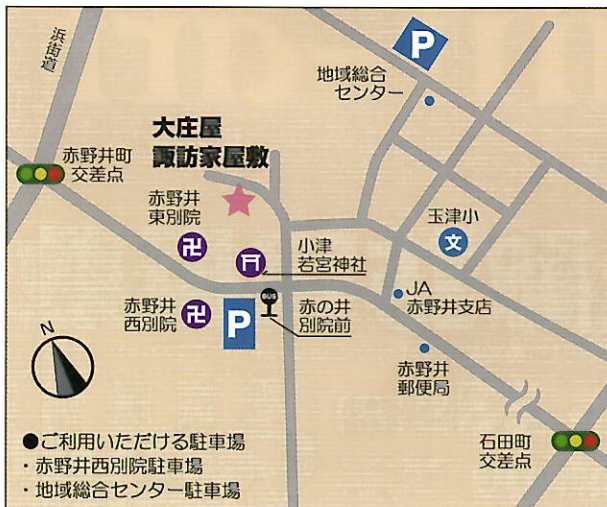 浜街道
P
地域総合
センター
大庄屋
諏訪家屋敷
赤野井町
交差点
赤野井
東別院
玉津小
文
小津
若宮神社
JA
赤野井支店
赤野井
西別院
P
BUS
赤の井
別院前
赤野井
郵便局
N
石田町
交差点
●ご利用いただける駐車場
・赤野井西別院駐車場
・地域総合センター駐車場